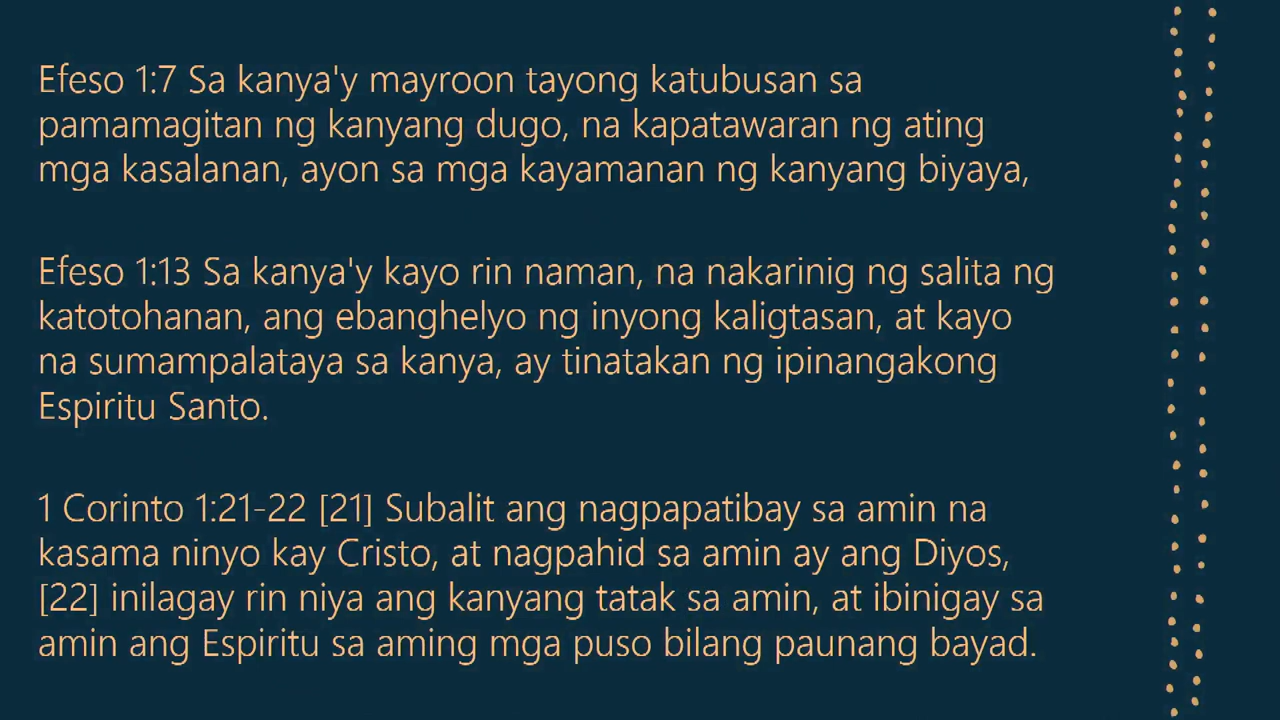 Efeso 1:7 Sa kanya'y mayroon tayong katubusan sa
pamamagitan ng kanyang dugo, na kapatawaran ng ating
mga kasalanan, ayon sa mga kayamanan ng kanyang biyaya,
Efeso 1:13 Sa kanya'y kayo rin naman, na nakarinig ng salita ng
katotohanan, ang ebanghelyo ng inyong kaligtasan, at kayo
na sumampalataya sa kanya, ay tinatakan ng ipinangakong
Espiritu Santo.
1 Corinto 1:21-22 [21] Subalit ang nagpapatibay sa amin na
kasama ninyo kay Cristo, at nagpahid sa amin ay ang Diyos,
[22] inilagay rin niya ang kanyang tatak sa amin, at ibinigay sa
amin ang Espiritu sa aming mga puso bilang paunang bayad.